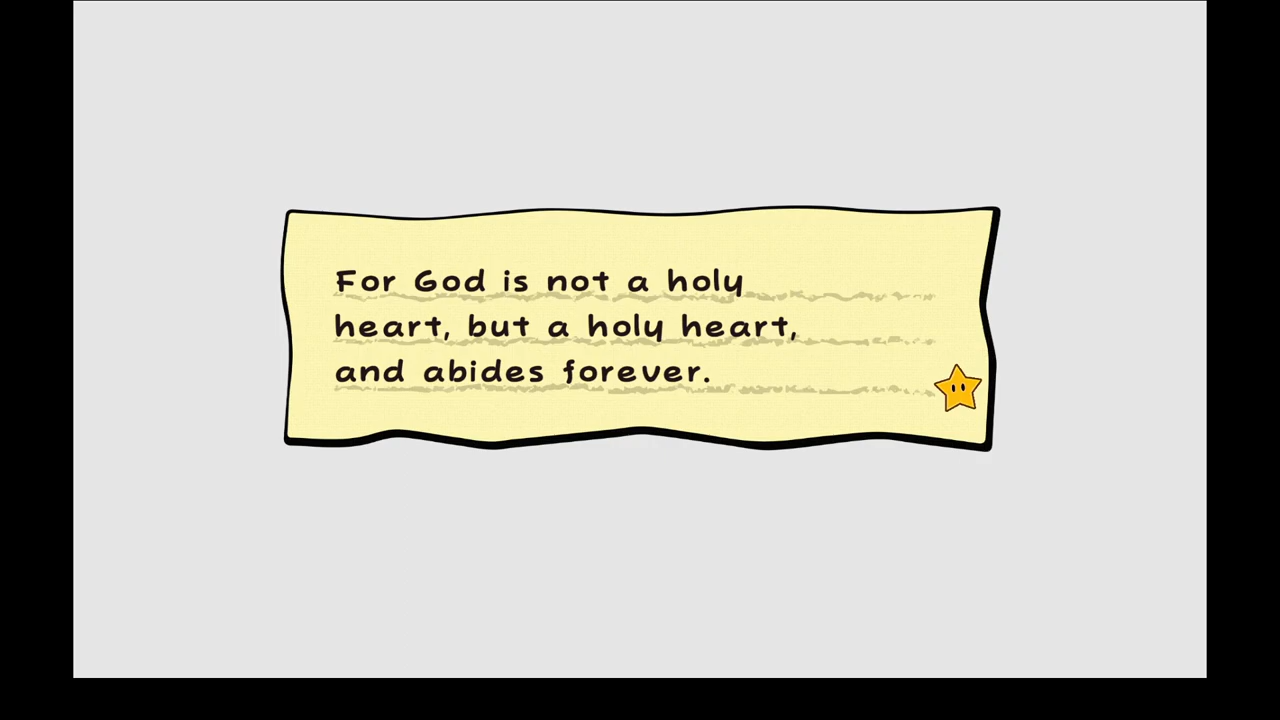 For God is not a holy
heart, but a holy heart,
and abides forever.